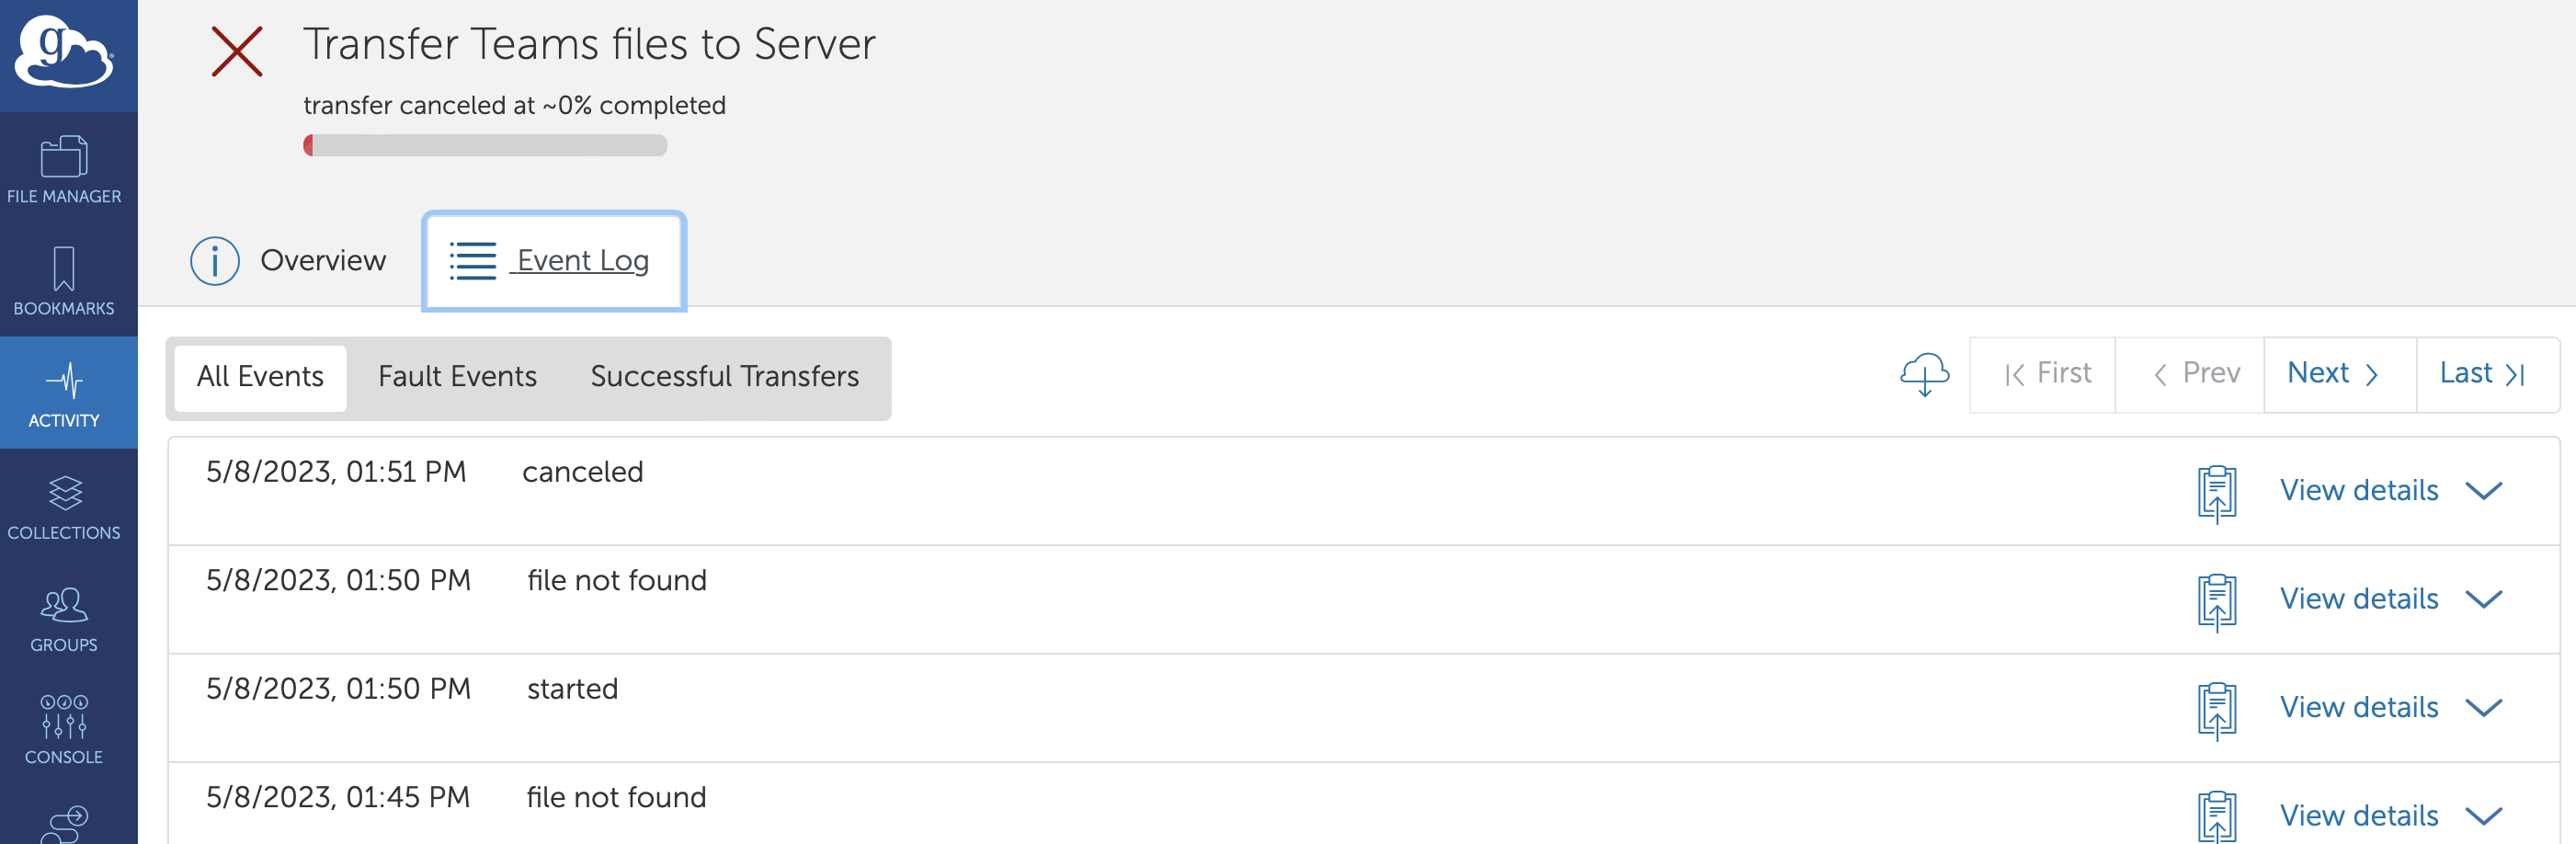 g
Transfer Teams files to Server
transfer canceled at ~0% completed
FILE MANAGER
BOOKMARKS
ACTIVITY
COLLECTIONS
GROUPS
CONSOLE
Overview
Event Log
All Events Fault Events Successful Transfers
First Prev Next Last
5/8/2023, 01:51 PM canceled View details
5/8/2023, 01:50 PM file not found View details
5/8/2023, 01:50 PM started View details
5/8/2023, 01:45 PM file not found View details